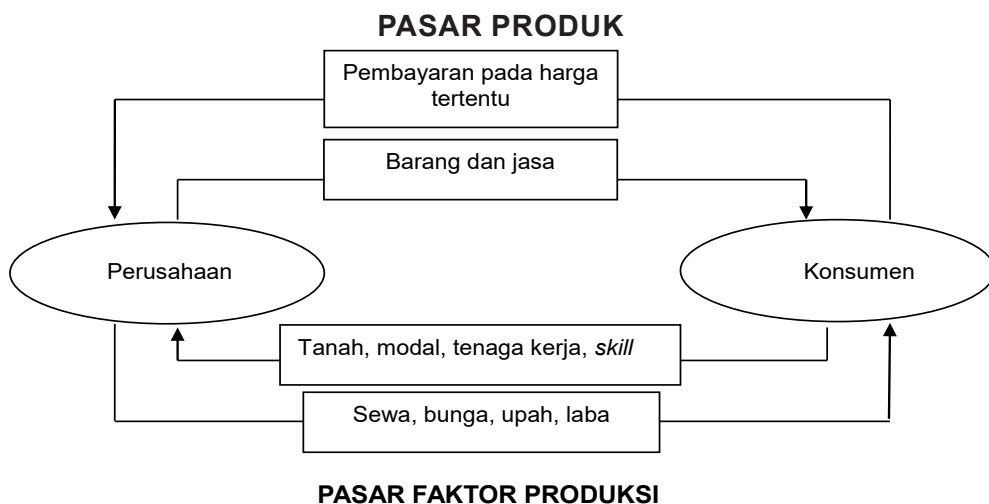 PASAR PRODUK
Pembayaran pada harga
tertentu
Barang dan jasa
Perusahaan
Konsumen
Tanah, modal, tenaga kerja, skill
Sewa, bunga, upah, laba
PASAR FAKTOR PRODUKSI